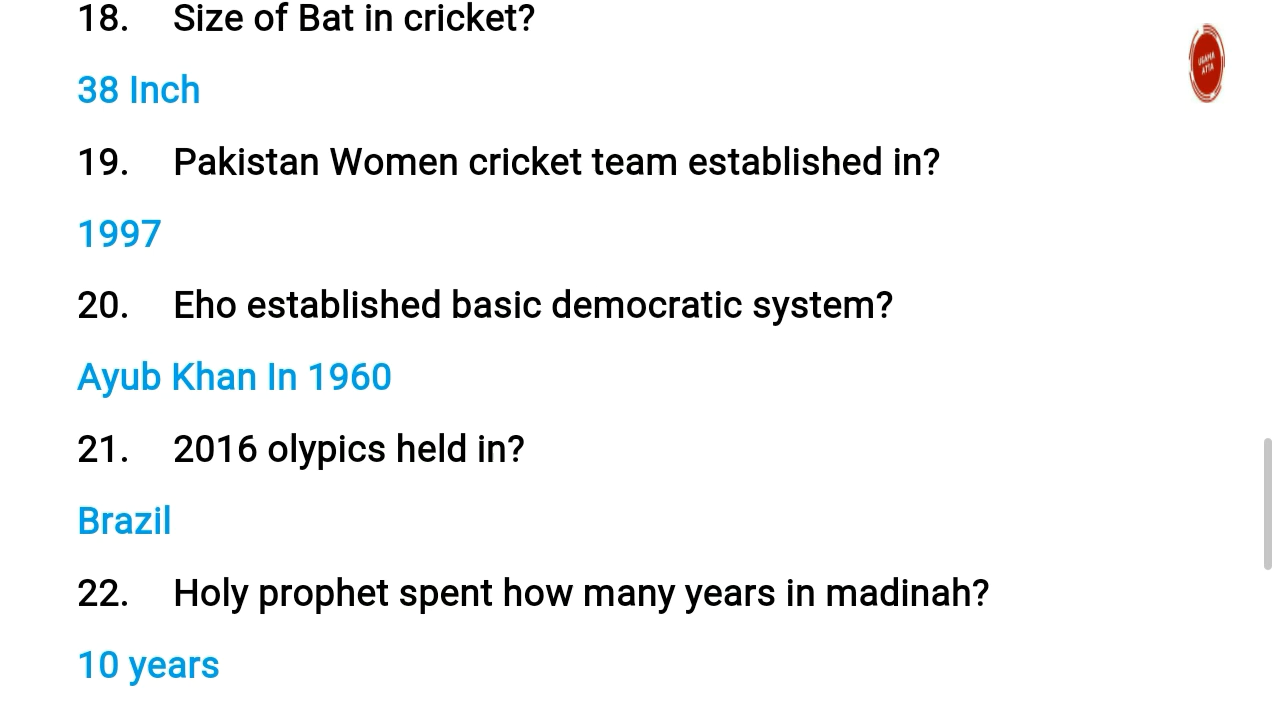 18. Size of Bat in cricket?
38 Inch
19. Pakistan Women cricket team established in?
1997
20. Eho established basic democratic system?
Ayub Khan In 1960
21. 2016 olypics held in?
Brazil
22. Holy prophet spent how many years in madinah?
10 years